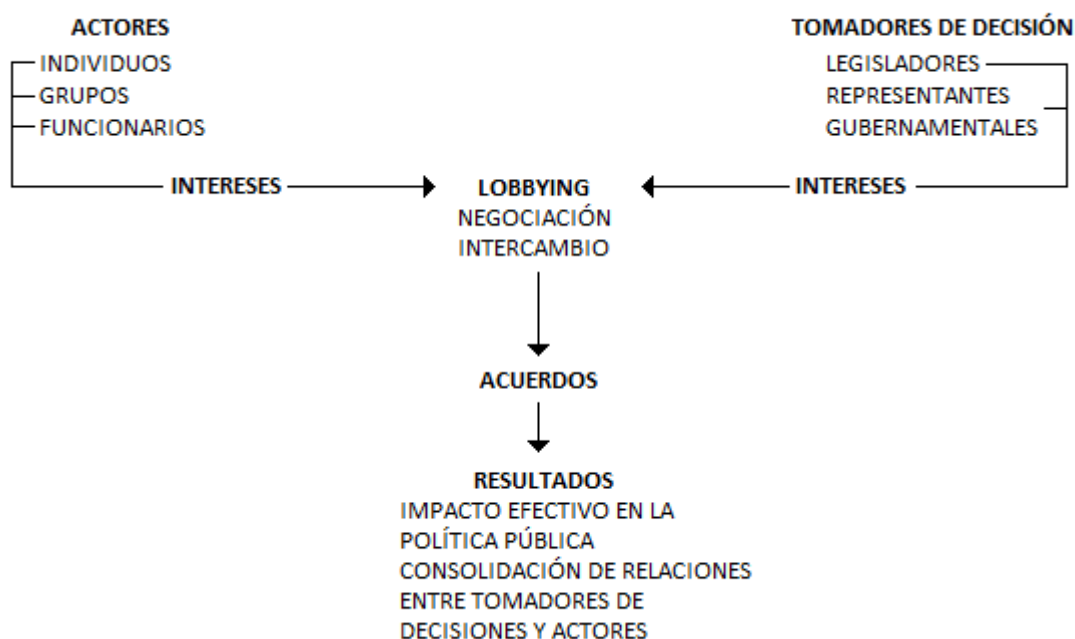 ACTORES
INDIVIDUOS
GRUPOS
FUNCIONARIOS
TOMADORES DE DECISIÓN
LEGISLADORES
REPRESENTANTES
GUBERNAMENTALES
INTERESES
LOBBYING
NEGOCIACIÓN
INTERCAMBIO
INTERESES
ACUERDOS
RESULTADOS
IMPACTO EFECTIVO EN LA
POLÍTICA PÚBLICA
CONSOLIDACIÓN DE RELACIONES
ENTRE TOMADORES DE
DECISIONES Y ACTORES